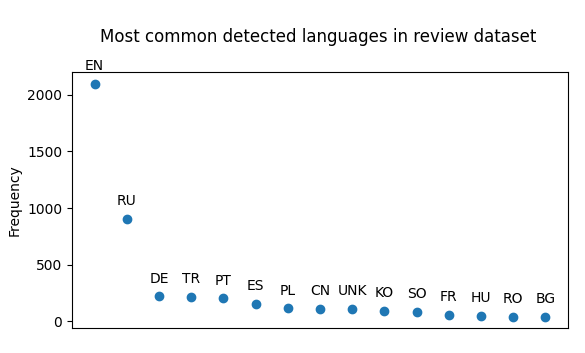 Most common detected languages in review dataset
Frequency
2000
1500
1000
500
0
EN
RU
DE TR PT ES PL CN UNK KO SO FR HU RO BG